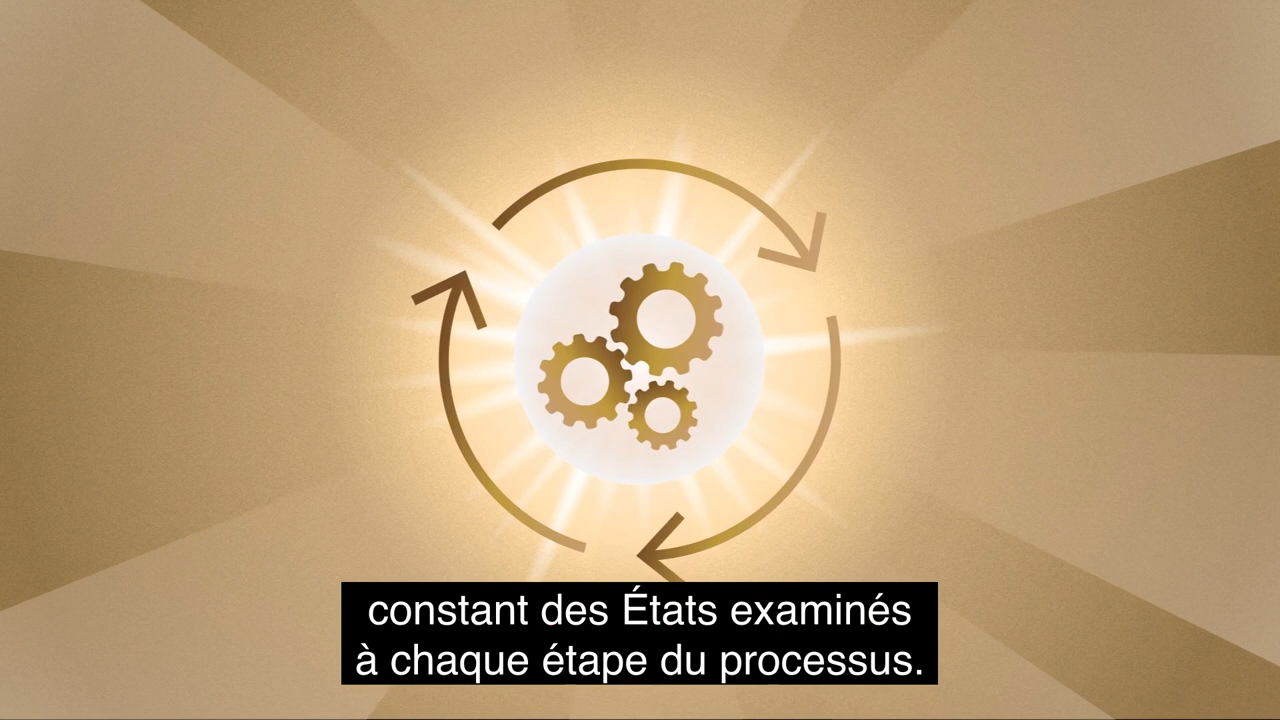 constant des États examinés
à chaque étape du processus.